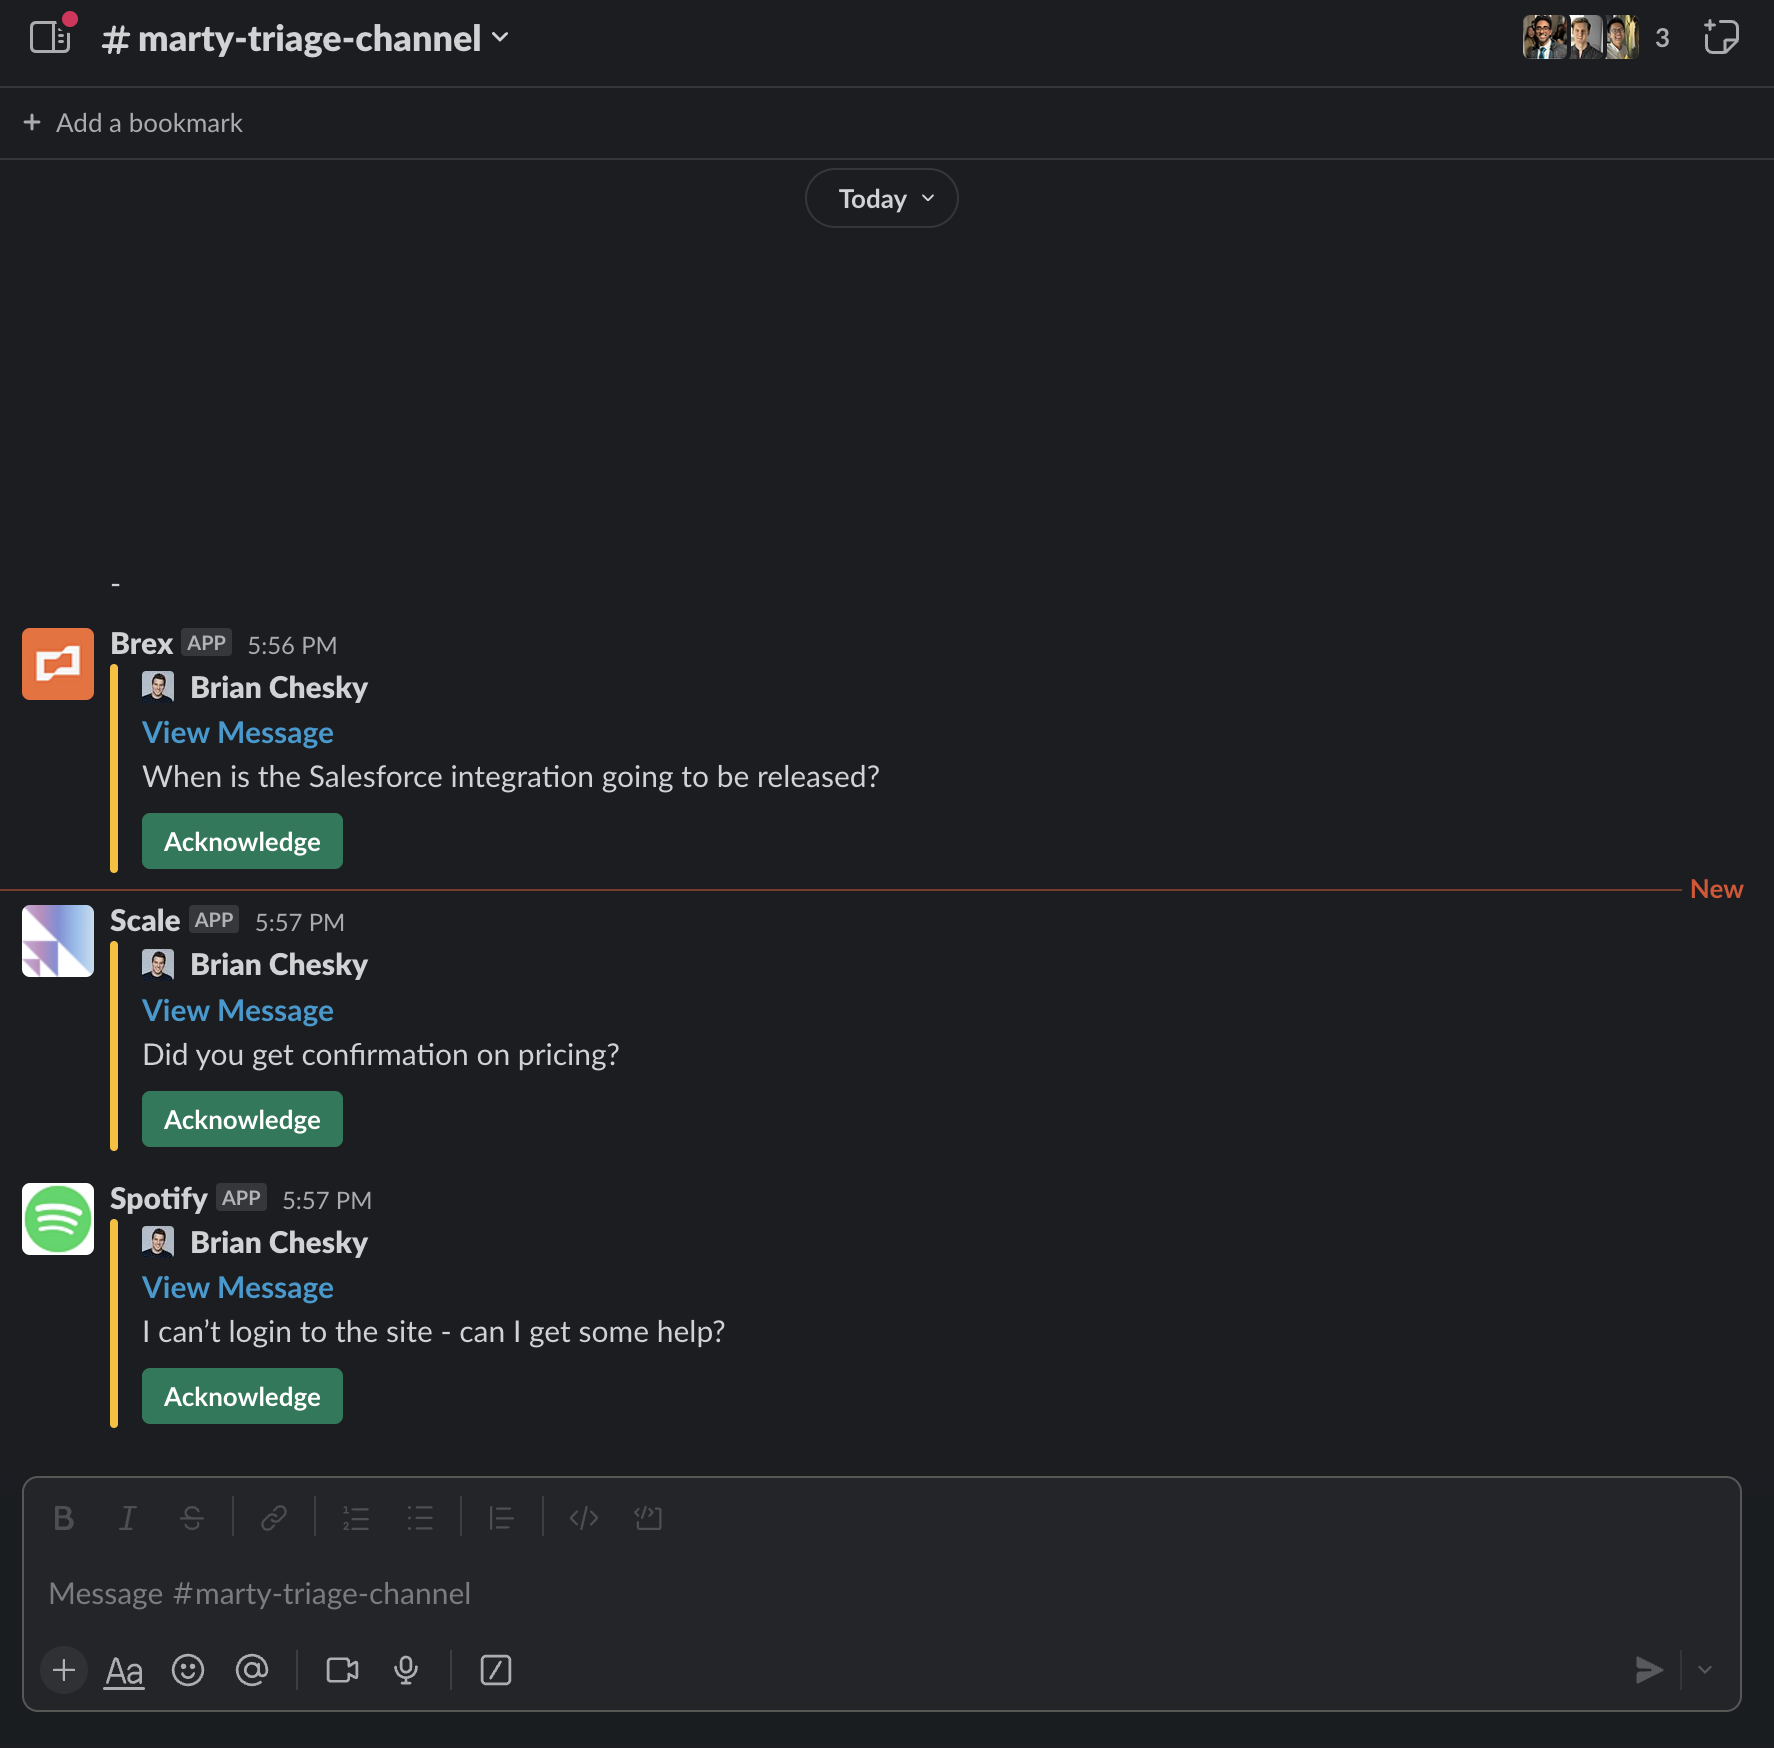 # marty-triage-channel
3
+ Add a bookmark
Today
-
Brex APP 5:56 PM
Brian Chesky
View Message
When is the Salesforce integration going to be released?
Acknowledge
New
Scale APP 5:57 PM
Brian Chesky
View Message
Did you get confirmation on pricing?
Acknowledge
Spotify APP 5:57 PM
Brian Chesky
View Message
I can’t login to the site - can I get some help?
Acknowledge
B I S
Message #marty-triage-channel
+ Aa @